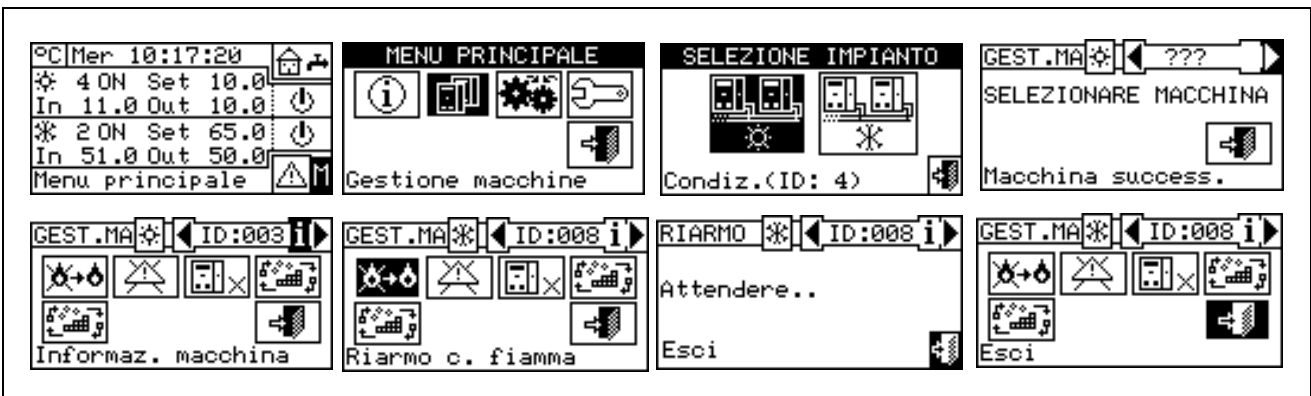 °C Mer 10:17:20
4 ON Set 10.0
In 11.0 Out 10.0
2 ON Set 65.0
In 51.0 Out 50.0
Menu principale M
MENU PRINCIPALE
i
Gestione macchine
SELEZIONE IMPIANTO
Condiz.(ID: 4)
GEST.MA ???
SELEZIONARE MACCHINA
Macchina success.
GEST.MA ID:003 i
Informaz. macchina
GEST.MA ID:008 i
Riarmo c. fiamma
RIARMO ID:008 i
Attendere..
Esci
GEST.MA ID:008 i
Esci